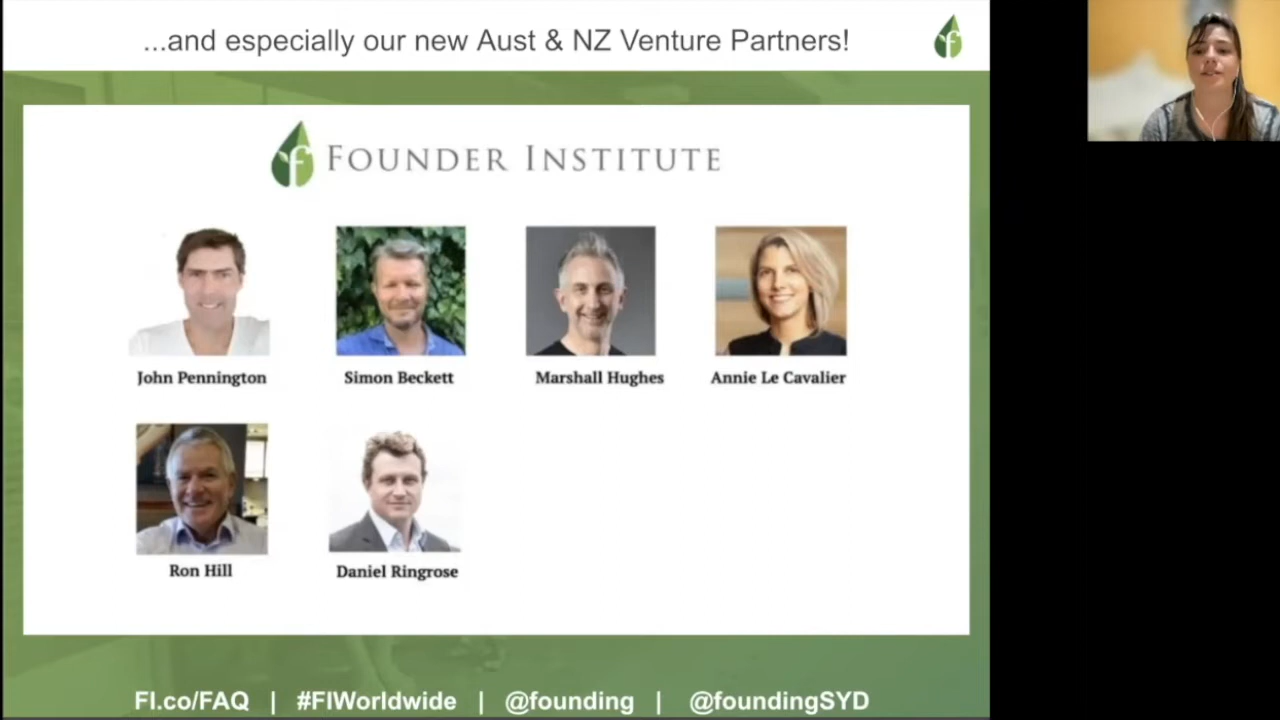 ...and especially our new Aust & NZ Venture Partners!
f FOUNDER INSTITUTE
John Pennington
Simon Beckett
Marshall Hughes
Annie Le Cavalier
Ron Hill
Daniel Ringrose
FI.co/FAQ | #FIWorldwide | @founding | @foundingSYD